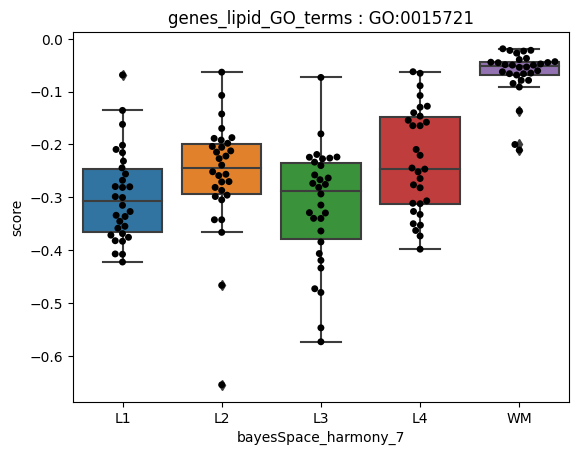 genes_lipid_GO_terms : GO:0015721
0.0
−0.1
−0.2
−0.3
−0.4
−0.5
−0.6
score
L1 L2 L3 L4 WM
bayesSpace_harmony_7